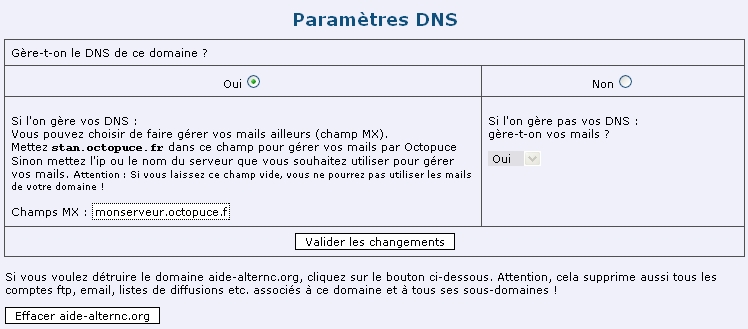 Paramètres DNS
Gère-t-on le DNS de ce domaine ?
Oui
Non
Si l'on gère vos DNS :
Vous pouvez choisir de faire gérer vos mails ailleurs (champ MX).
Mettez stan.octopuce.fr dans ce champ pour gérer vos mails par Octopuce
Sinon mettez l'ip ou le nom du serveur que vous souhaitez utiliser pour gérer
vos mails. Attention : Si vous laissez ce champ vide, vous ne pourrez pas utiliser les mails
de votre domaine !
Champs MX : monserveur.octopuce.f
Si l'on gère pas vos DNS :
gère-t-on vos mails ?
Oui
Valider les changements
Si vous voulez détruire le domaine aide-alternc.org, cliquez sur le bouton ci-dessous. Attention, cela supprime aussi tous les
comptes ftp, email, listes de diffusions etc. associés à ce domaine et à tous ses sous-domaines !
Effacer aide-alternc.org